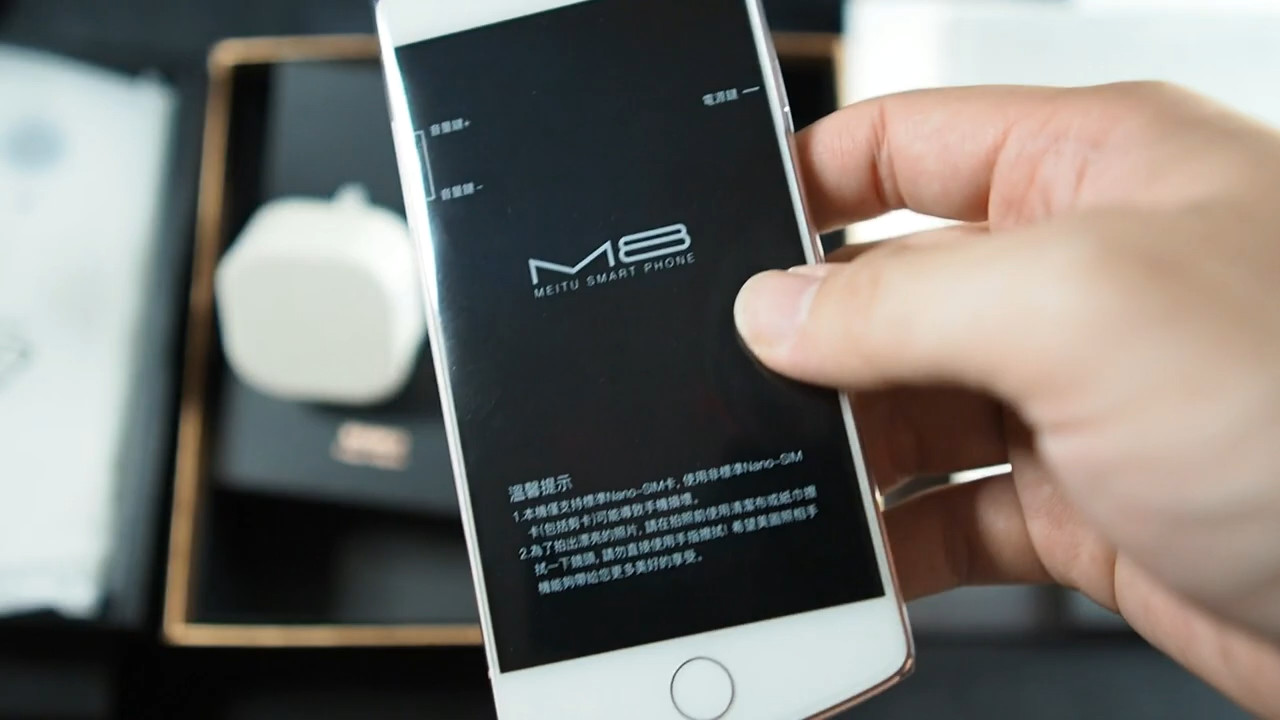 電源鍵
音量鍵+
音量鍵-
M8
MEITU SMART PHONE
溫馨提示
1.本機僅支持標準Nano-SIM卡, 使用非標準Nano-SIM
卡(包括剪卡)可能導致手機損壞。
2.為了拍出漂亮的照片, 請在拍照前使用清潔布或紙巾擦
拭一下鏡頭, 請勿直接使用手指擦拭! 希望美圖照相手
機能夠帶給您更多美好的享受。